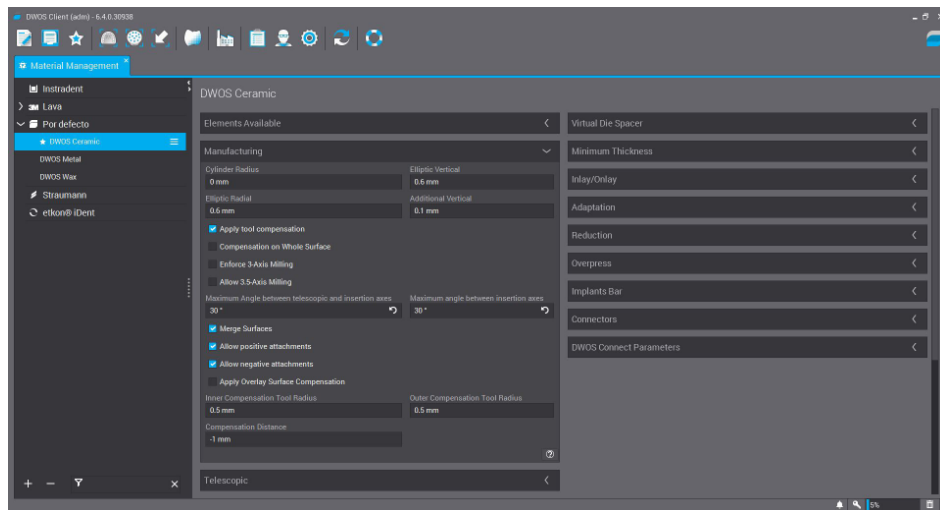 DWOS Client (adm) - 6.4.0.30938
Material Management
Instradent
Lava
Por defecto
DWOS Ceramic
DWOS Metal
DWOS Wax
Straumann
etkon® iDent
DWOS Ceramic
Elements Available
Manufacturing
Cylinder Radius
0 mm
Elliptic Vertical
0.6 mm
Elliptic Radial
0.6 mm
Additional Vertical
0.1 mm
Apply tool compensation
Compensation on Whole Surface
Enforce 3-Axis Milling
Allow 3.5-Axis Milling
Maximum Angle between telescopic and insertion axes
30 °
Maximum angle between insertion axes
30 °
Merge Surfaces
Allow positive attachments
Allow negative attachments
Apply Overlay Surface Compensation
Inner Compensation Tool Radius
0.5 mm
Outer Compensation Tool Radius
0.5 mm
Compensation Distance
-1 mm
Telescopic
Virtual Die Spacer
Minimum Thickness
Inlay/Onlay
Adaptation
Reduction
Overpress
Implants Bar
Connectors
DWOS Connect Parameters
5%